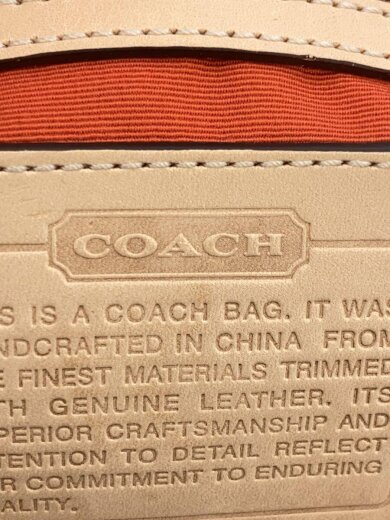 COACH
IS IS A COACH BAG. IT WAS
NDCRAFTED IN CHINA FROM
E FINEST MATERIALS TRIMMED
TH GENUINE LEATHER. ITS
PERIOR CRAFTSMANSHIP AND
TENTION TO DETAIL REFLECT
R COMMITMENT TO ENDURING
ALITY.